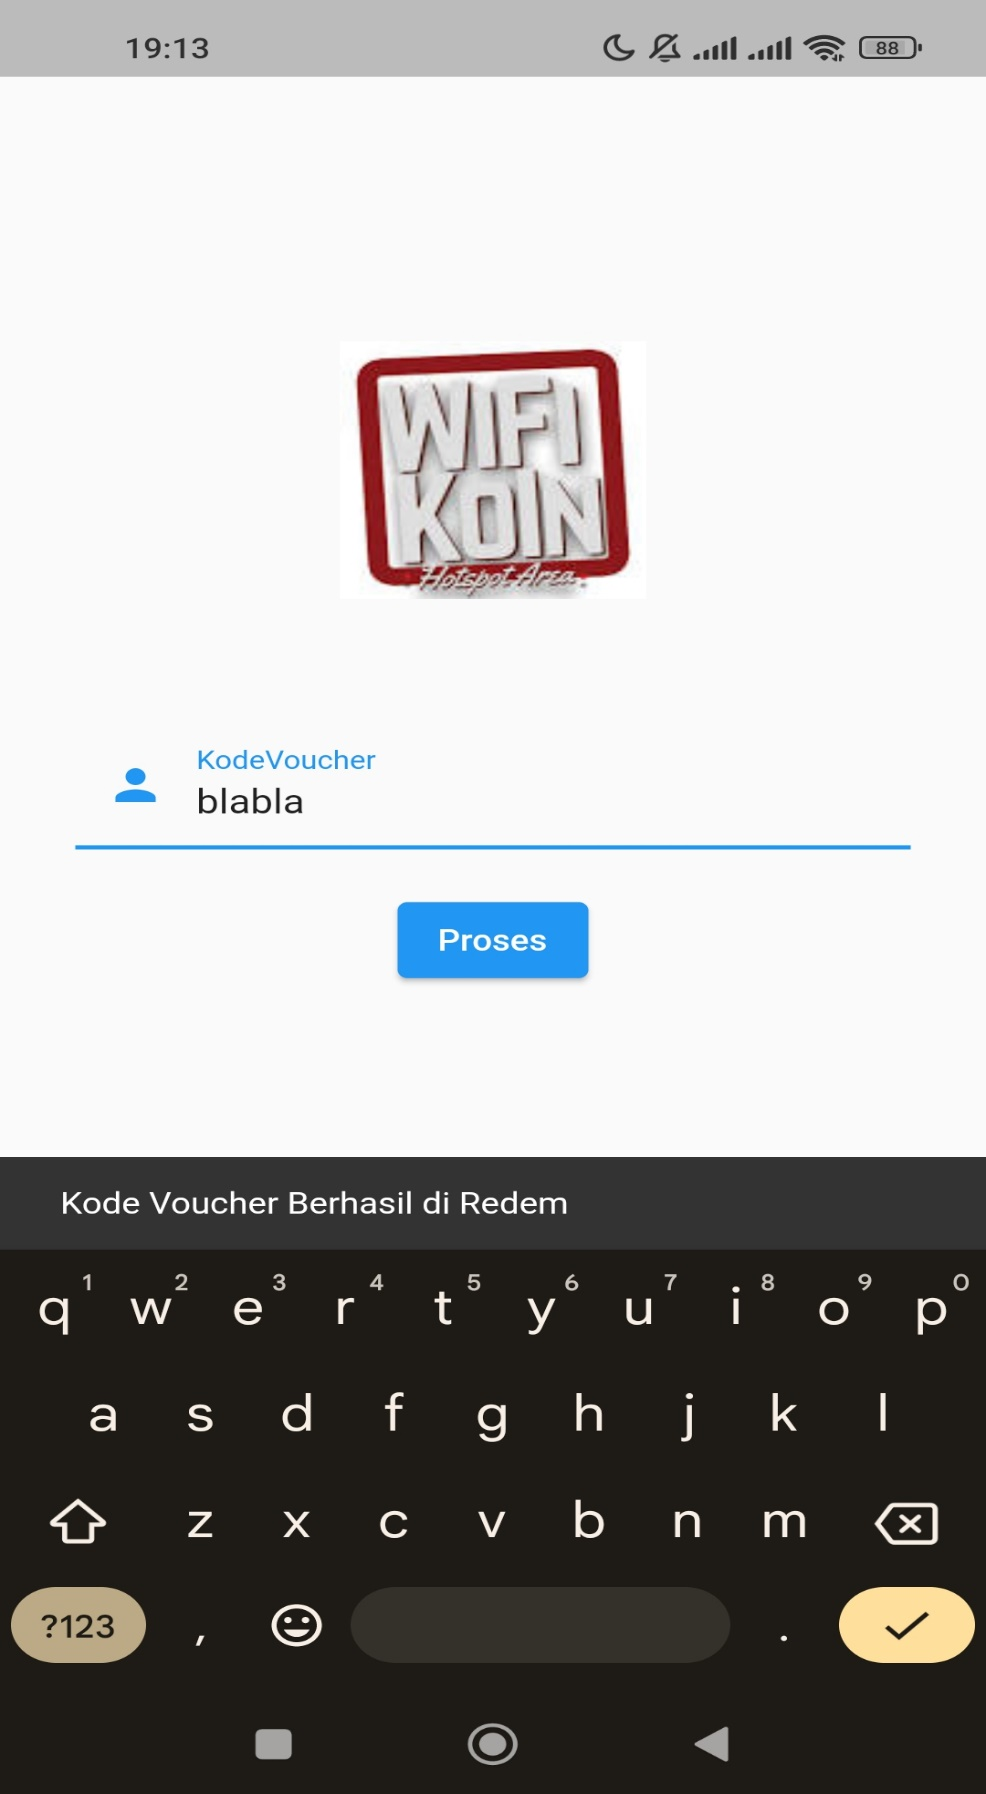 19:13
88
WIFI
KOIN
Hotspot Area
KodeVoucher
blabla
Proses
Kode Voucher Berhasil di Redem
q 1 w 2 e 3 r 4 t 5 y 6 u 7 i 8 o 9 p 0
a s d f g h j k l
z x c v b n m
?123 , .